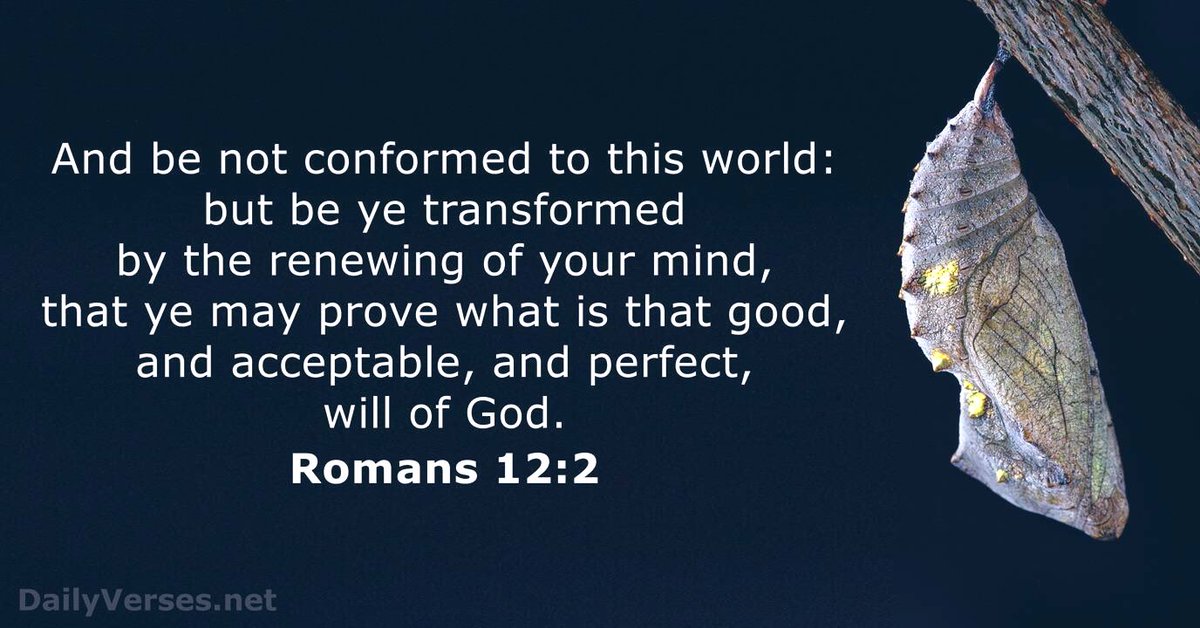 And be not conformed to this world:
but be ye transformed
by the renewing of your mind,
that ye may prove what is that good,
and acceptable, and perfect,
will of God.
Romans 12:2
DailyVerses.net